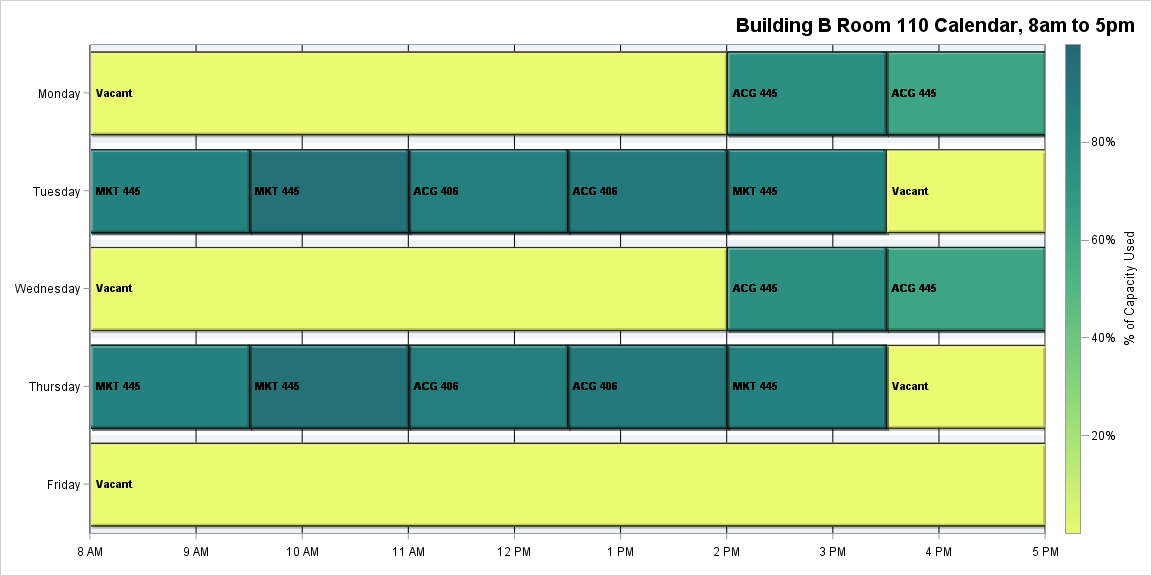 Building B Room 110 Calendar, 8am to 5pm
Monday
Vacant
ACG 445
ACG 445
Tuesday
MKT 445
MKT 445
ACG 406
ACG 406
MKT 445
Vacant
Wednesday
Vacant
ACG 445
ACG 445
Thursday
MKT 445
MKT 445
ACG 406
ACG 406
MKT 445
Vacant
Friday
Vacant
8 AM
9 AM
10 AM
11 AM
12 PM
1 PM
2 PM
3 PM
4 PM
5 PM
80%
60%
40%
20%
% of Capacity Used